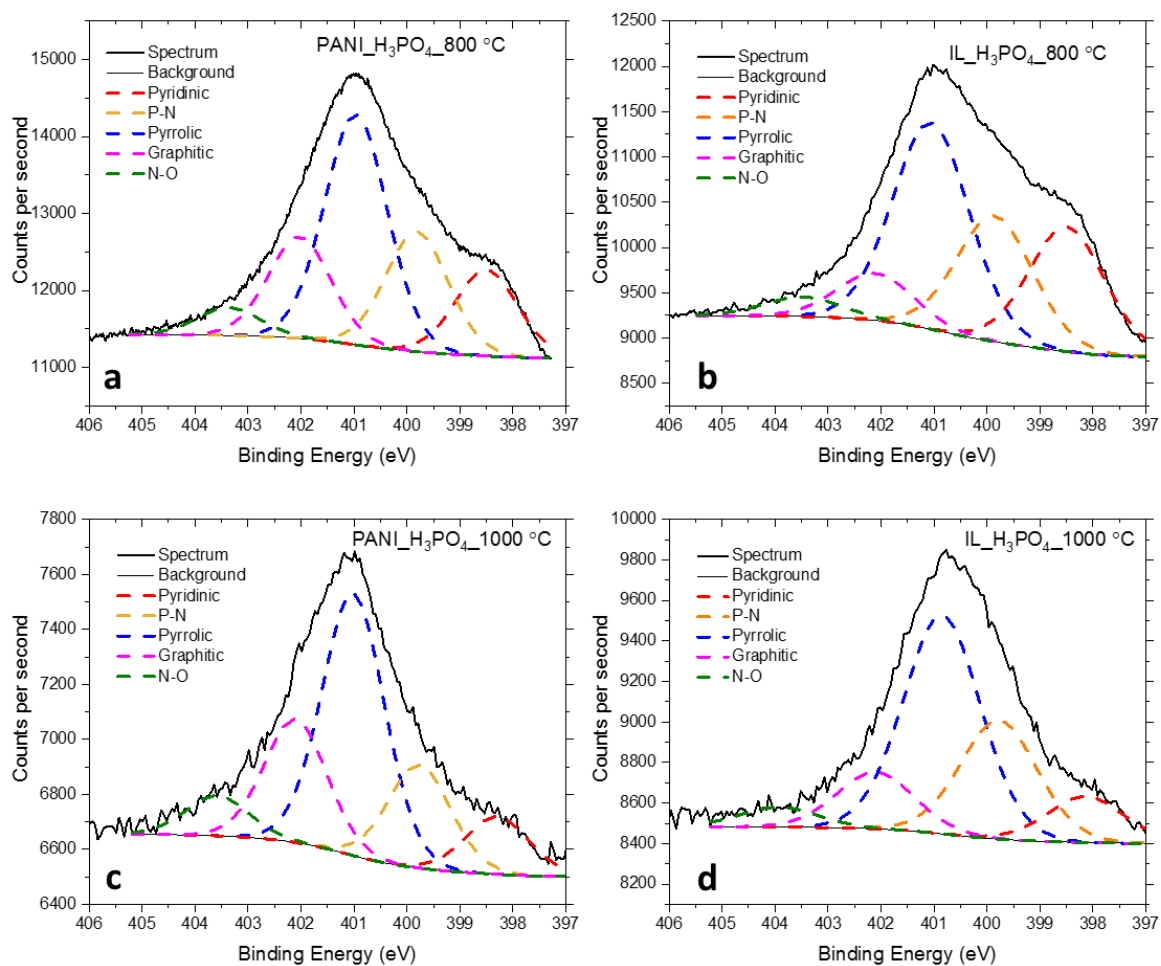 PANI_H₃PO₄_800 °C
Spectrum
Background
Pyridinic
P-N
Pyrrolic
Graphitic
N-O
15000
14000
13000
12000
11000
Counts per second
a
406 405 404 403 402 401 400 399 398 397
Binding Energy (eV)
IL_H₃PO₄_800 °C
Spectrum
Background
Pyridinic
P-N
Pyrrolic
Graphitic
N-O
12500
12000
11500
11000
10500
10000
9500
9000
8500
Counts per second
b
406 405 404 403 402 401 400 399 398 397
Binding Energy (eV)
PANI_H₃PO₄_1000 °C
Spectrum
Background
Pyridinic
P-N
Pyrrolic
Graphitic
N-O
7800
7600
7400
7200
7000
6800
6600
6400
Counts per second
c
406 405 404 403 402 401 400 399 398 397
Binding Energy (eV)
IL_H₃PO₄_1000 °C
Spectrum
Background
Pyridinic
P-N
Pyrrolic
Graphitic
N-O
10000
9800
9600
9400
9200
9000
8800
8600
8400
8200
Counts per second
d
406 405 404 403 402 401 400 399 398 397
Binding Energy (eV)